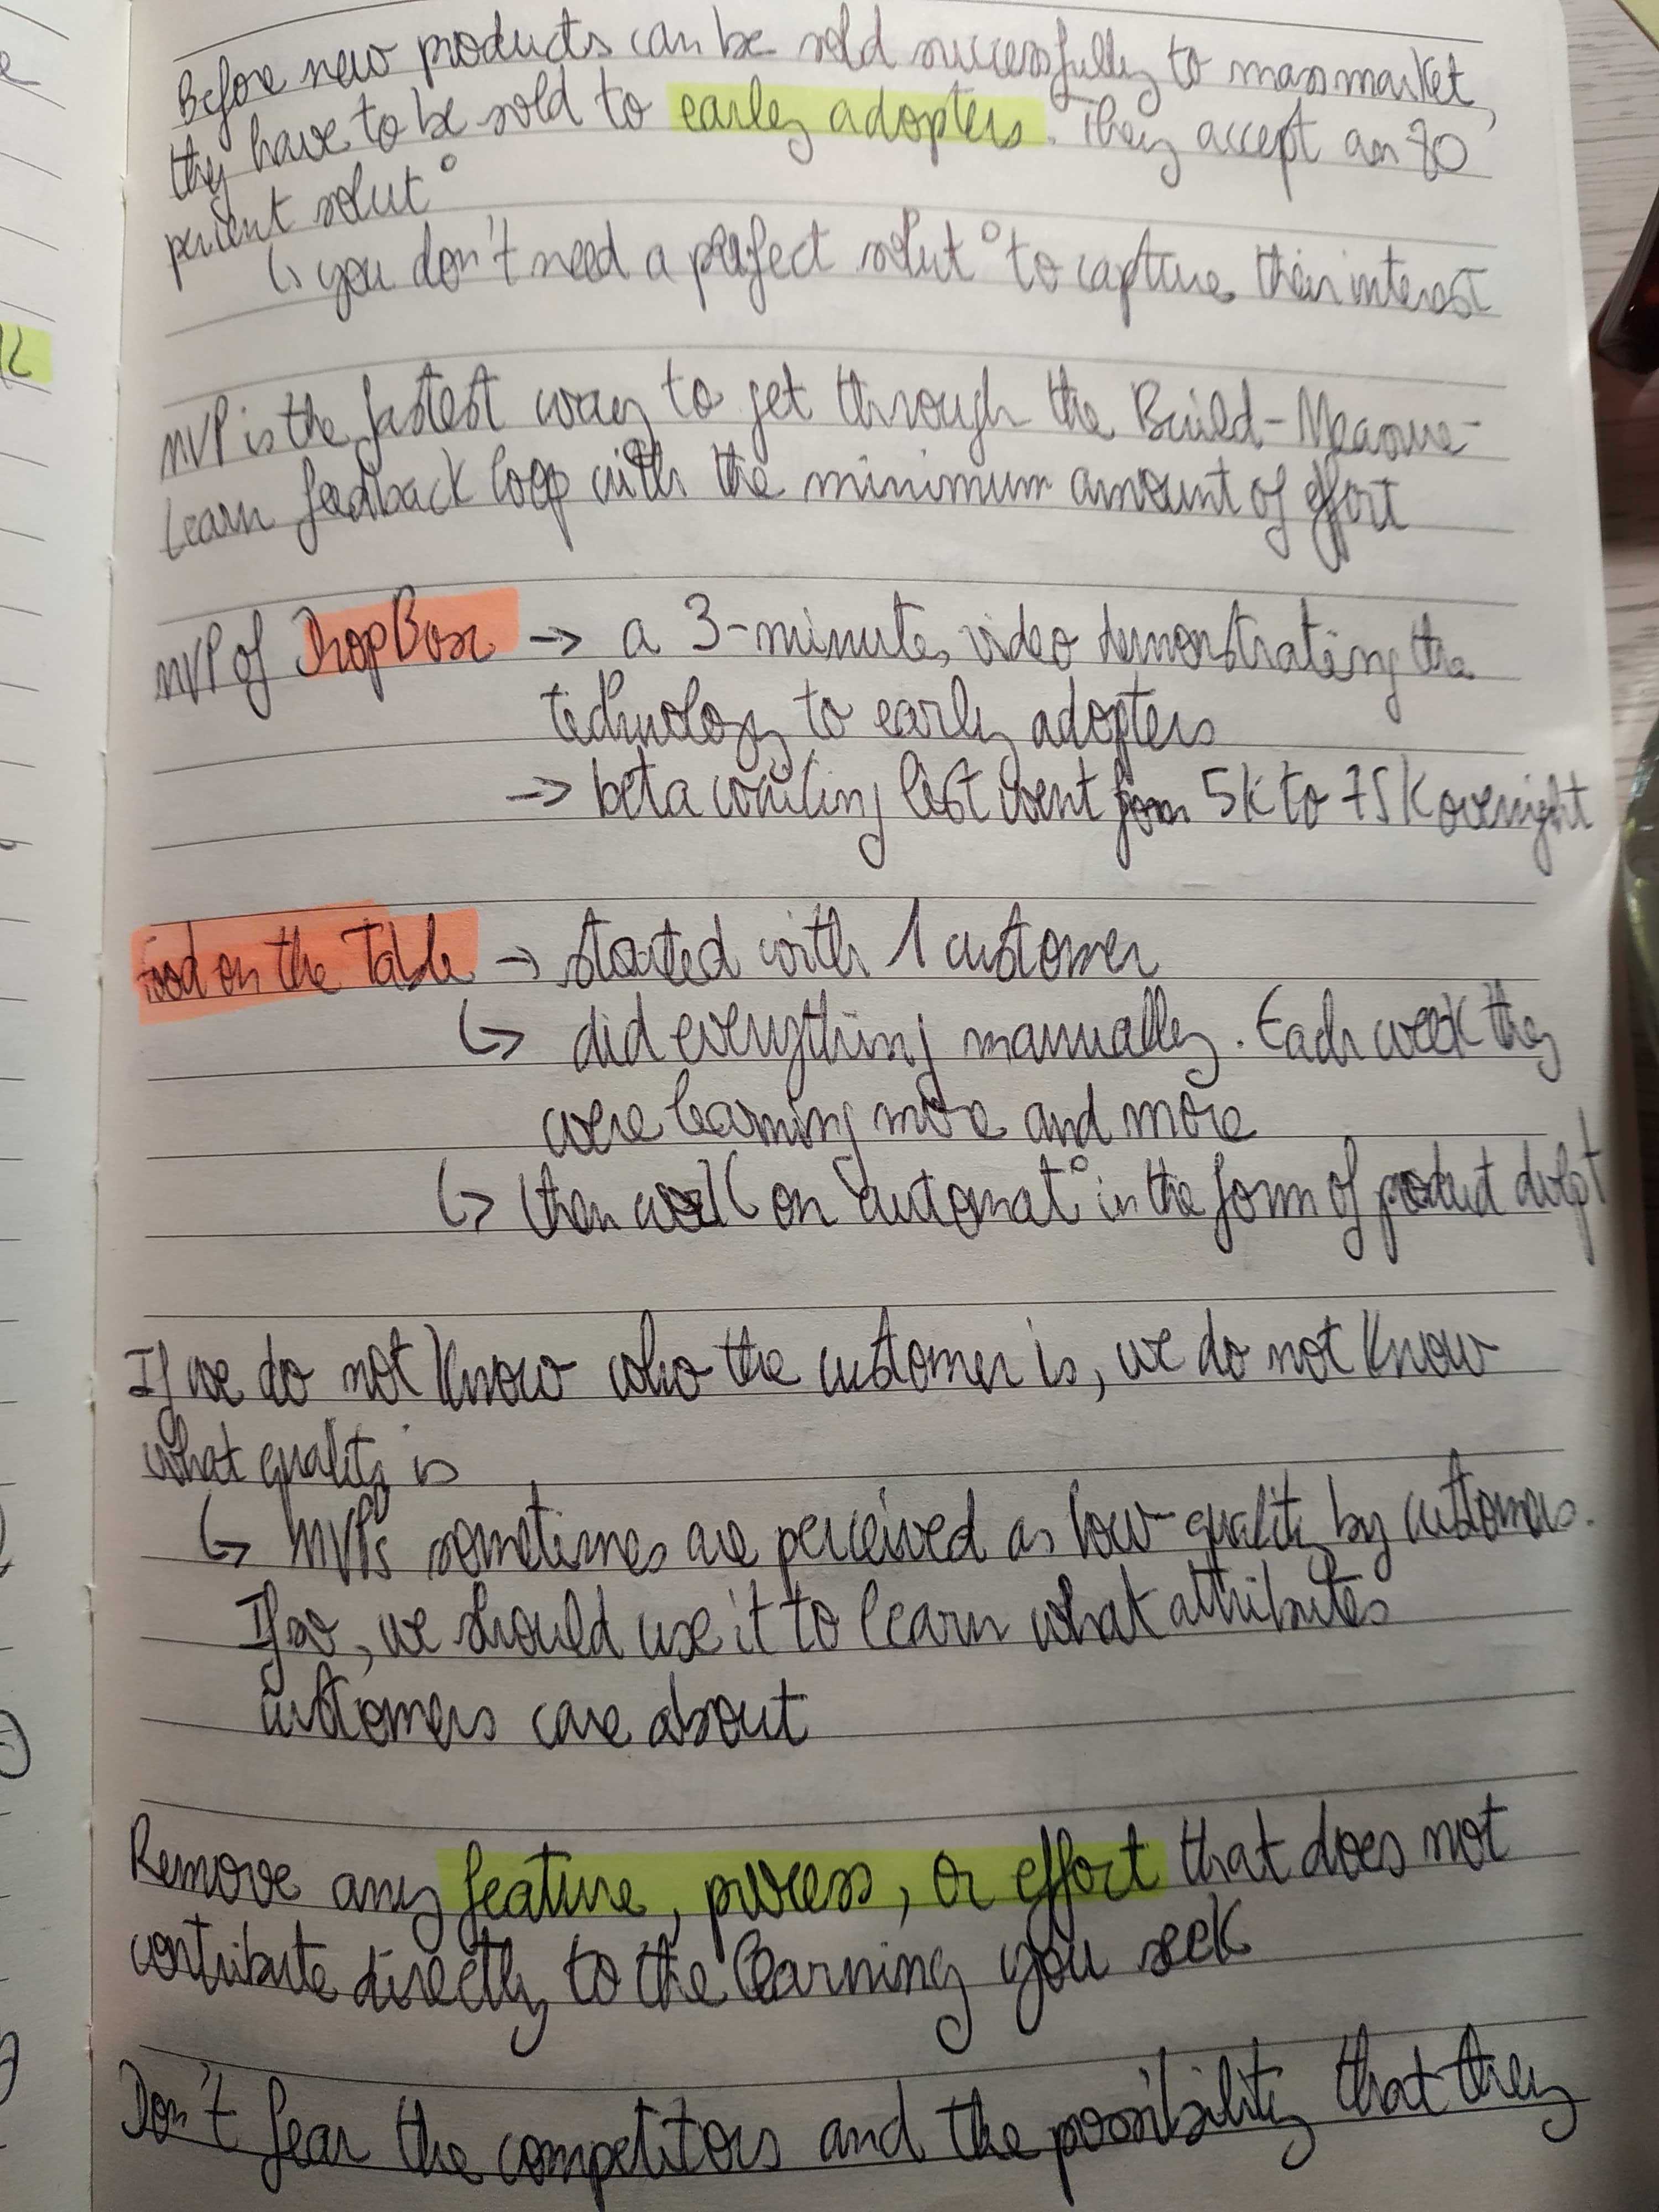 Before new products can be sold successfully to mass market,
they have to be sold to early adopters. They accept an 80
percent solut°
↳ you don't need a perfect solut° to capture their interest
MVP is the fastest way to get through the Build-Measure-
Learn feedback loop with the minimum amount of effort
MVP of DropBox → a 3-minute video demonstrating the
technology to early adopters
→ beta waiting list went from 5k to 75k overnight
Food on the Table → started with 1 customer
↳ did everything manually. Each week they
were learning more and more
↳ then work on automat° in the form of product dvlpt
If we do not know who the customer is, we do not know
what quality is
↳ MVPs sometimes are perceived as low-quality by customers.
If so, we should use it to learn what attributes
customers care about
Remove any feature, process, or effort that does not
contribute directly to the learning you seek
Don't fear the competitors and the possibility that they